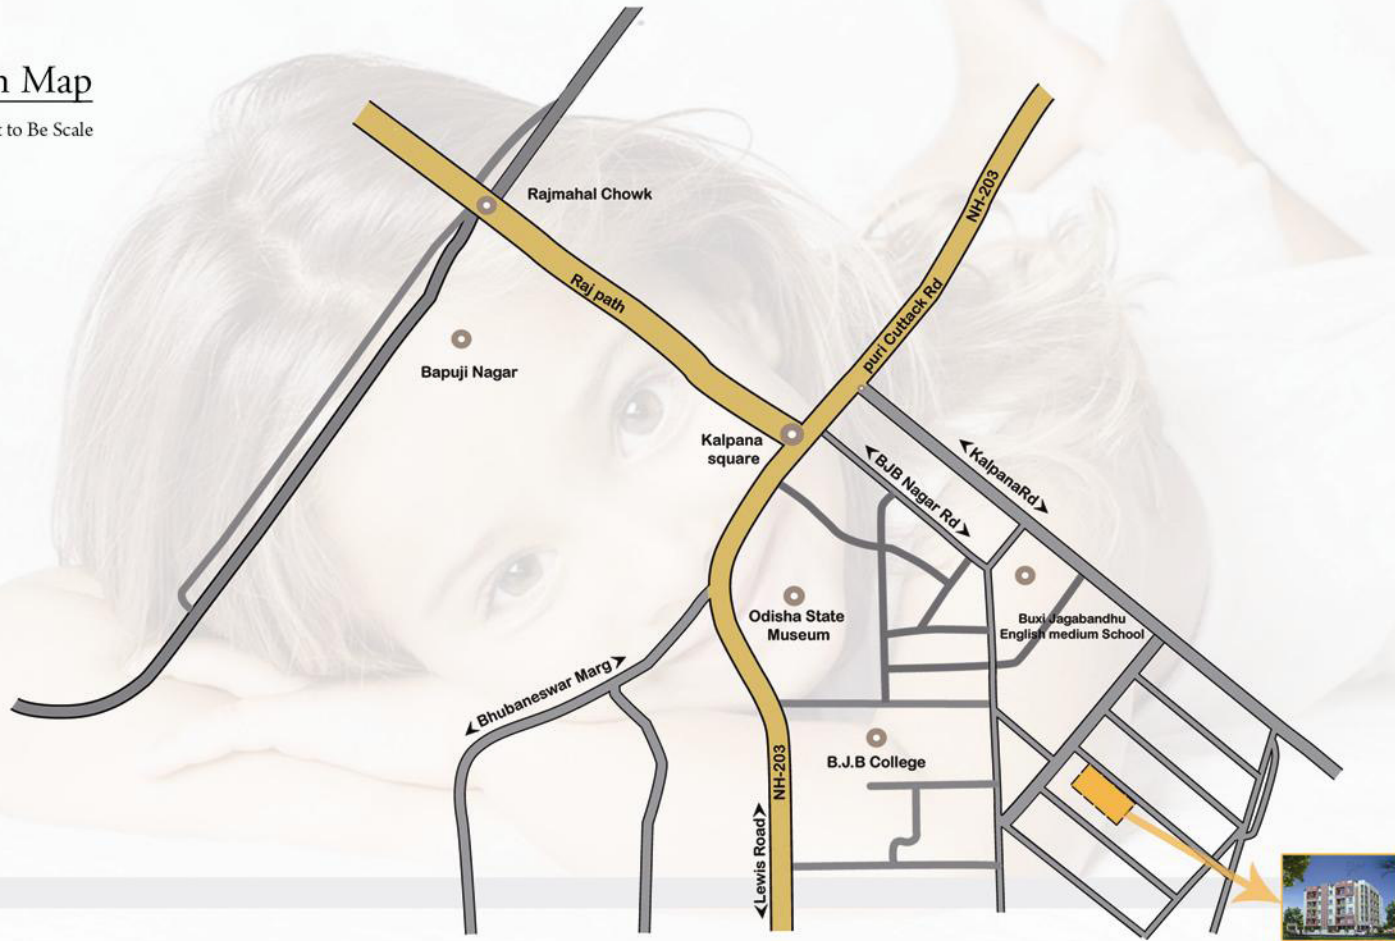 n Map
t to Be Scale
NH-203
Rajmahal Chowk
Raj path
puri Cuttack Rd
Bapuji Nagar
Kalpana
square
KalpanaRd
BJB Nagar Rd
Odisha State
Museum
Buxi Jagabandhu
English medium School
Bhubaneswar Marg
B.J.B College
NH-203
Lewis Road